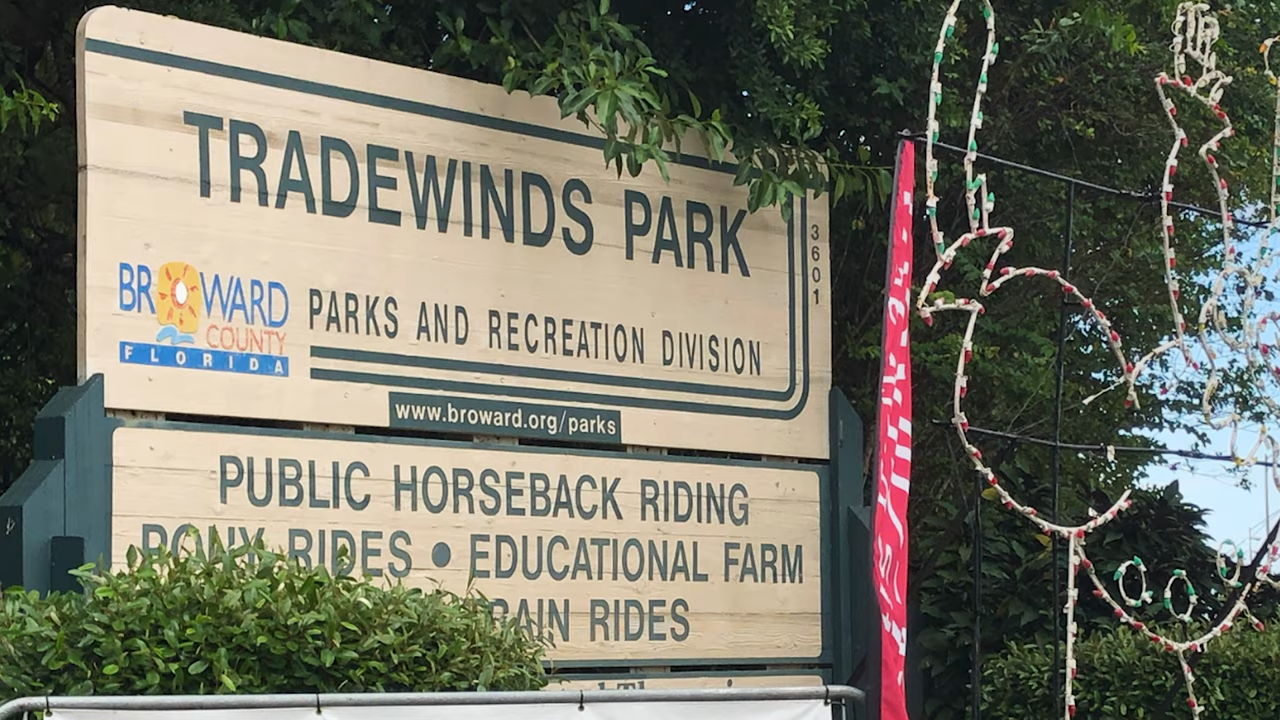 TRADEWINDS PARK
3601
BROWARD
COUNTY
FLORIDA
PARKS AND RECREATION DIVISION
www.broward.org/parks
PUBLIC HORSEBACK RIDING
PONY RIDES • EDUCATIONAL FARM
RIDES